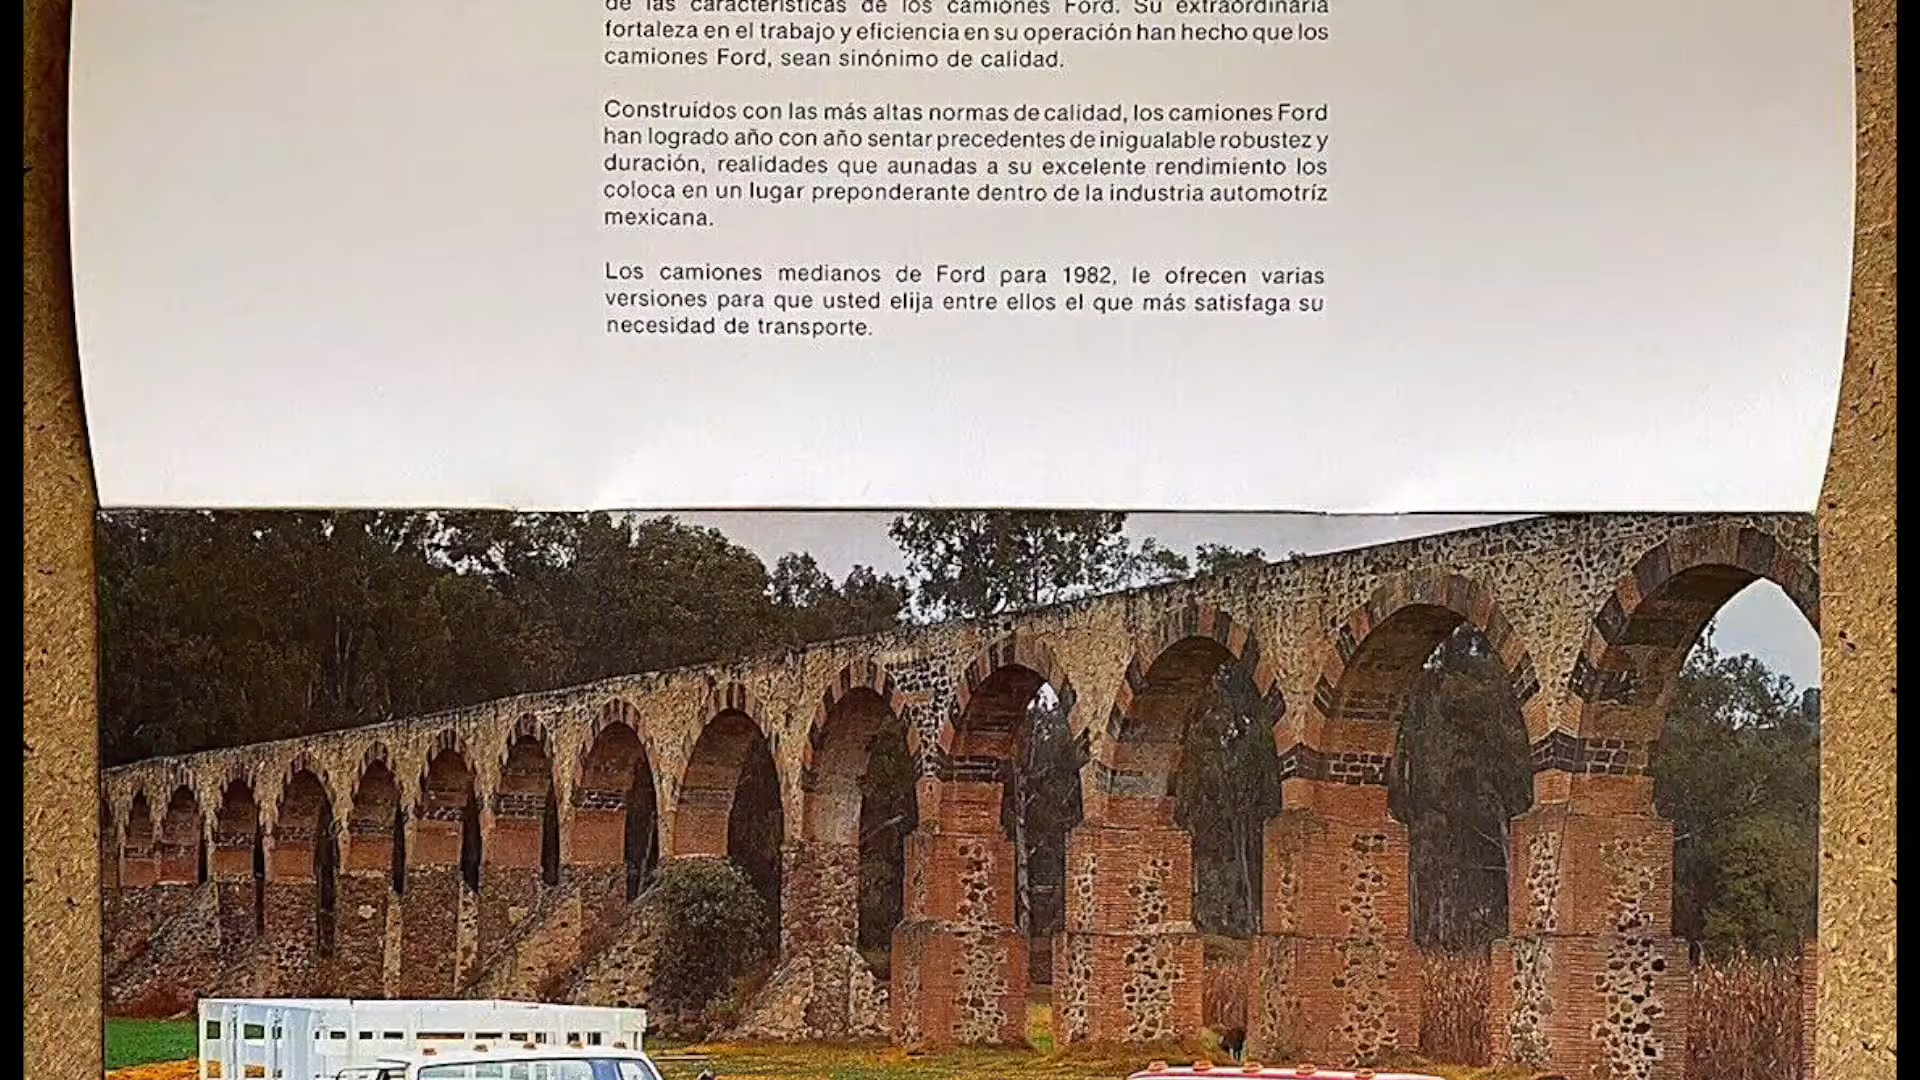 de las características de los camiones Ford. Su extraordinaria
fortaleza en el trabajo y eficiencia en su operación han hecho que los
camiones Ford, sean sinónimo de calidad.
Construídos con las más altas normas de calidad, los camiones Ford
han logrado año con año sentar precedentes de inigualable robustez y
duración, realidades que aunadas a su excelente rendimiento los
coloca en un lugar preponderante dentro de la industria automotríz
mexicana.
Los camiones medianos de Ford para 1982, le ofrecen varias
versiones para que usted elija entre ellos el que más satisfaga su
necesidad de transporte.